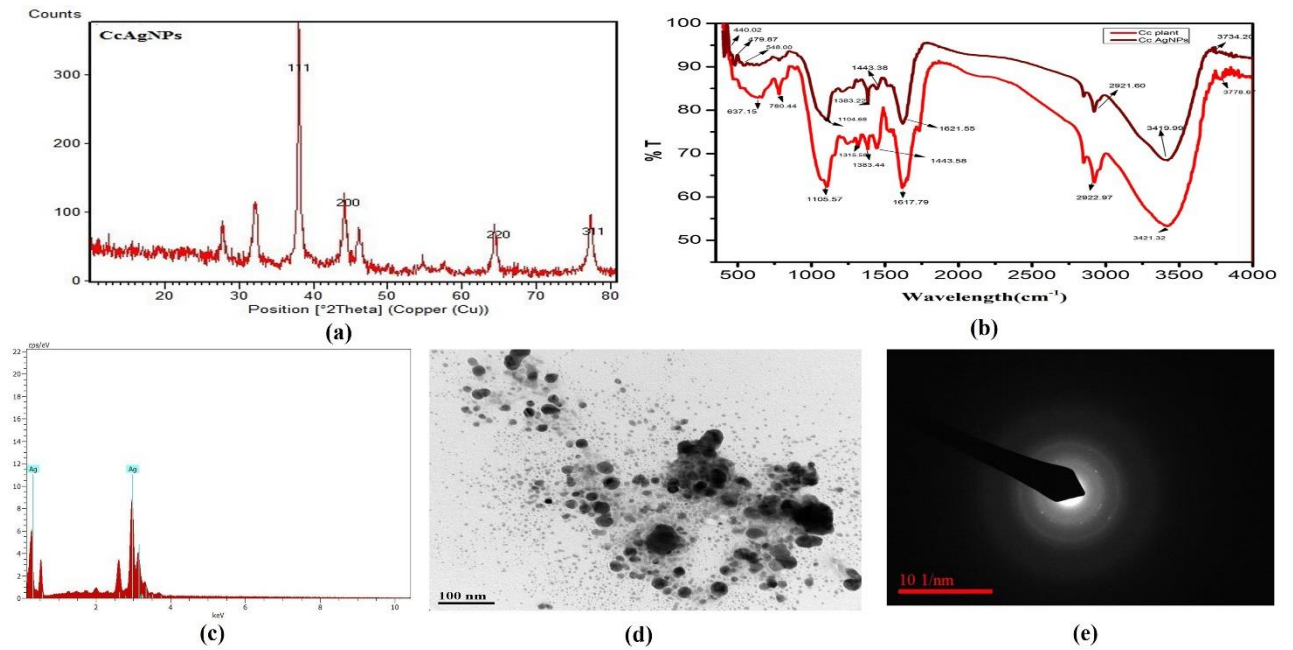 Counts
CcAgNPs
300
200
100
0
111
200
220
311
20 30 40 50 60 70 80
Position [°2Theta] (Copper (Cu))
(a)
100
90
80
70
60
50
% T
Cc plant
Cc AgNPs
440.02
479.87
548.00
637.15
780.44
1443.38
1383.22
1104.68
1315.59
1383.44
1105.57
1621.55
1443.58
1617.79
2921.60
2922.97
3419.99
3421.32
3734.20
3778.67
500 1000 1500 2000 2500 3000 3500 4000
Wavelength(cm-1)
(b)
cps/eV
22
20
18
16
14
12
10
8
6
4
2
0
Ag
Ag
2 4 6 8 10
keV
(c)
100 nm
(d)
10 1/nm
(e)